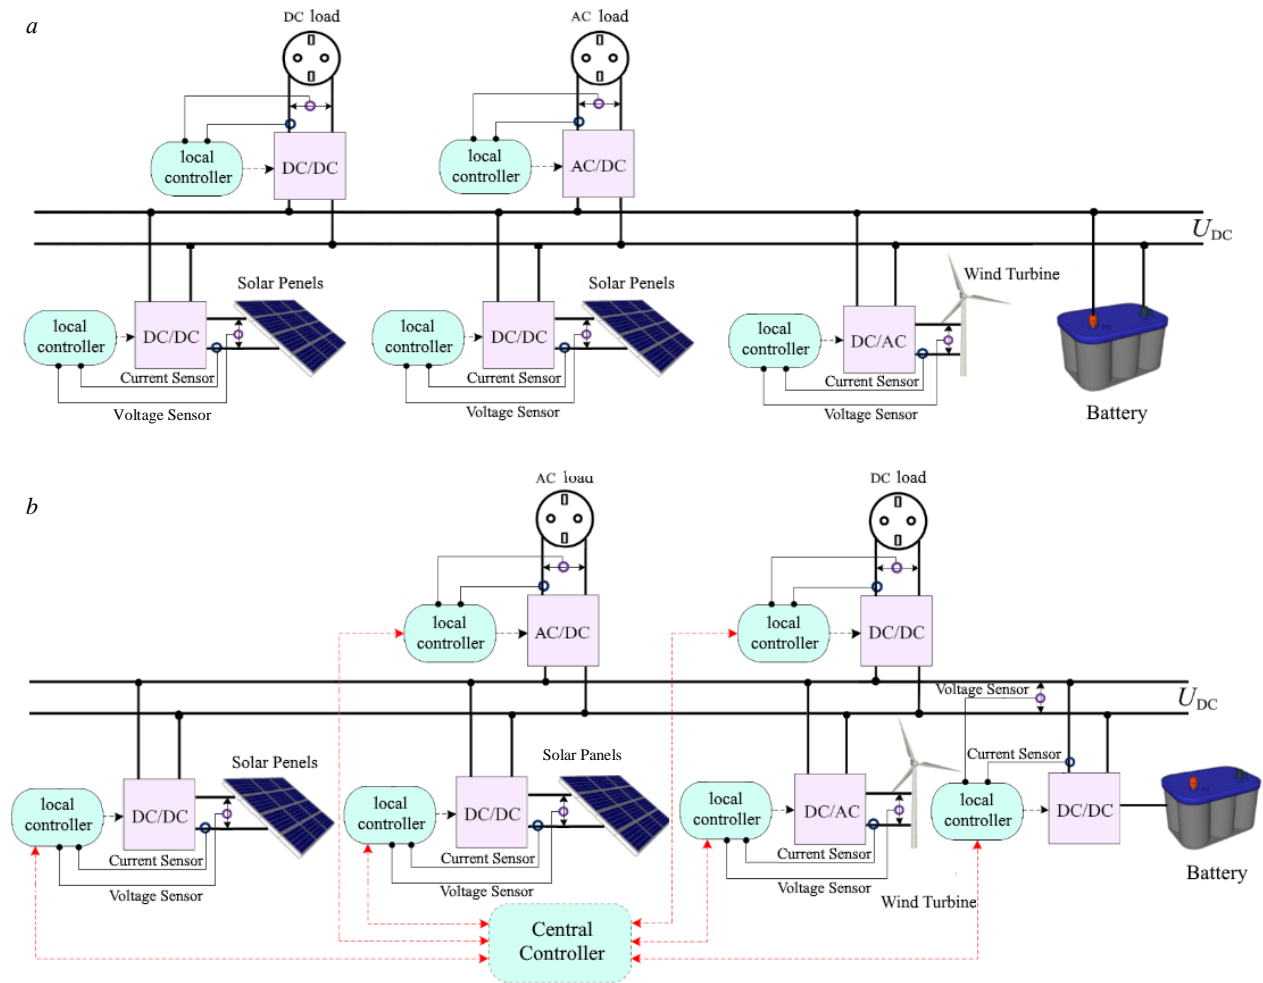 a
DC load
AC load
local
controller
DC/DC
local
controller
AC/DC
U DC
Solar Penels
Solar Penels
Wind Turbine
local
controller
DC/DC
local
controller
DC/DC
local
controller
DC/AC
Current Sensor
Voltage Sensor
Current Sensor
Voltage Sensor
Current Sensor
Voltage Sensor
Battery
b
AC load
DC load
local
controller
AC/DC
local
controller
DC/DC
Voltage Sensor
U DC
Current Sensor
Solar Penels
Solar Panels
local
controller
DC/DC
local
controller
DC/DC
local
controller
DC/AC
local
controller
DC/DC
Current Sensor
Voltage Sensor
Current Sensor
Voltage Sensor
Current Sensor
Voltage Sensor
Wind Turbine
Battery
Central
Controller